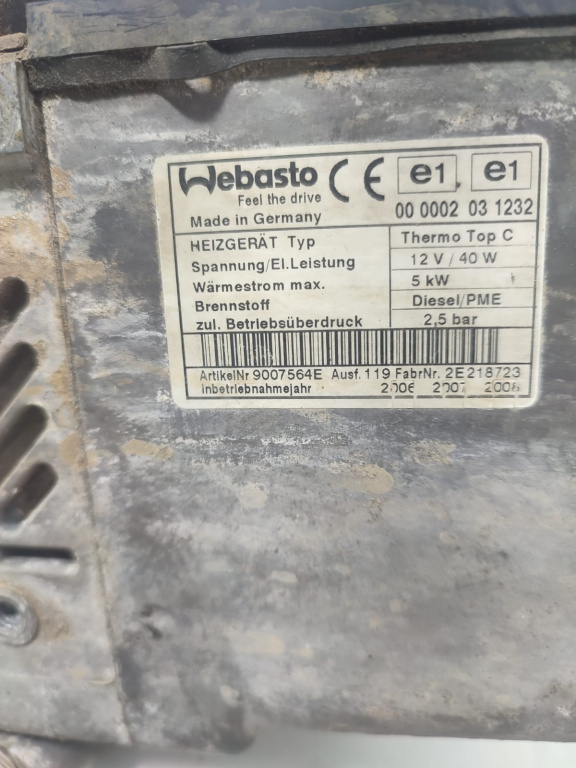 Webasto CE e1 . e1
Feel the drive
Made in Germany 00 0002 03 1232
HEIZGERÄT Typ Thermo Top C
Spannung/El.Leistung 12 V / 40 W
Wärmestrom max. 5 kW
Brennstoff Diesel/PME
zul. Betriebsüberdruck 2,5 bar
ArtikelNr 9007564E Ausf. 119 FabrNr. 2E218723
Inbetriebnahmejahr 2006 2007 2008